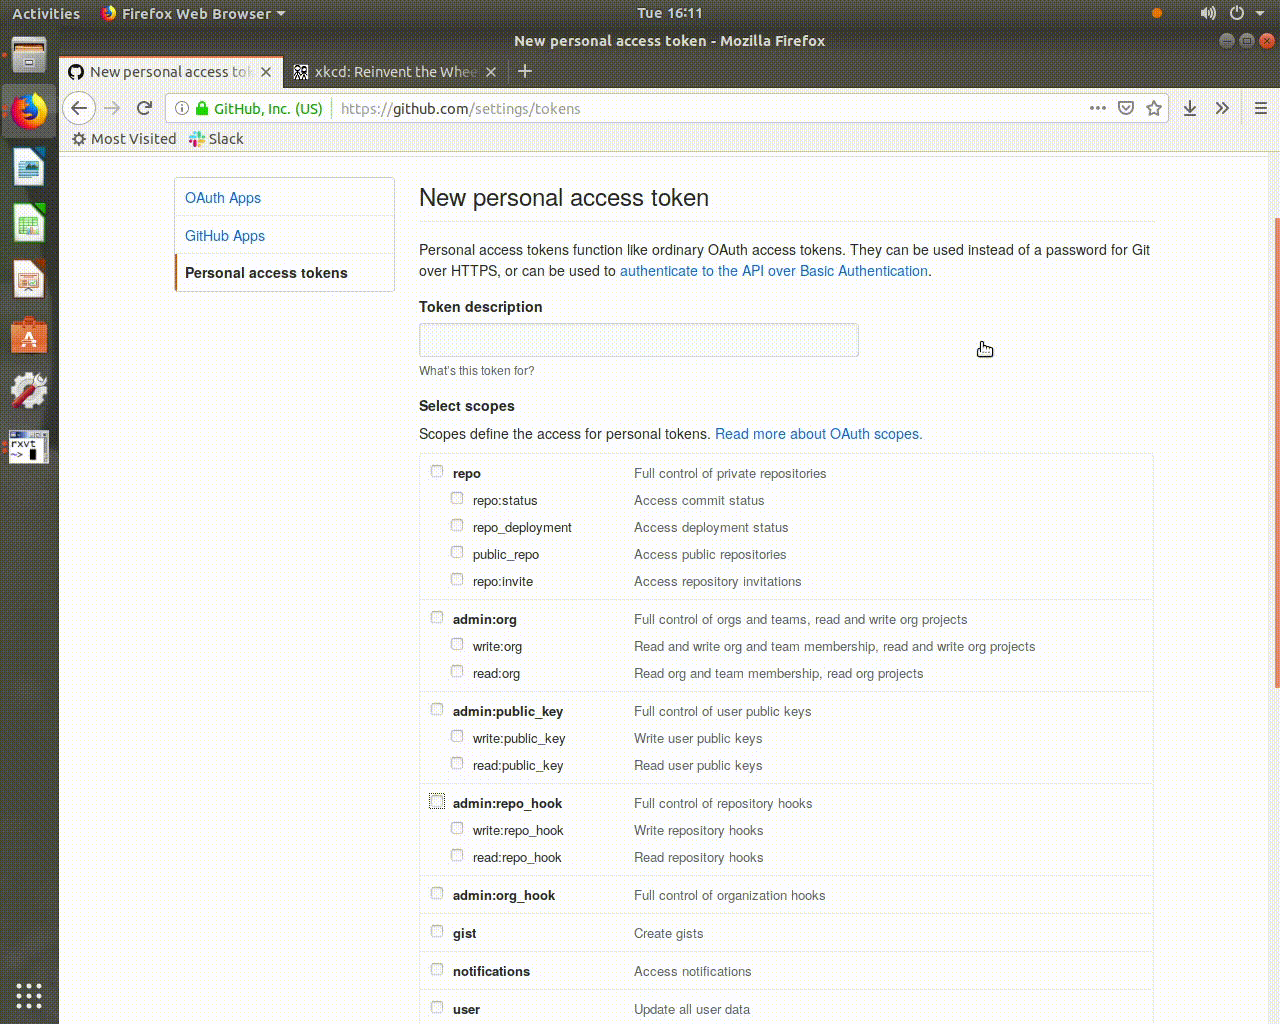 Activities Firefox Web Browser Tue 16:11
New personal access token - Mozilla Firefox
New personal access tok xkcd: Reinvent the Whee
GitHub, Inc. (US) https://github.com/settings/tokens
Most Visited Slack
OAuth Apps
GitHub Apps
Personal access tokens
New personal access token
Personal access tokens function like ordinary OAuth access tokens. They can be used instead of a password for Git
over HTTPS, or can be used to authenticate to the API over Basic Authentication.
Token description
What's this token for?
Select scopes
Scopes define the access for personal tokens. Read more about OAuth scopes.
repo Full control of private repositories
repo:status Access commit status
repo_deployment Access deployment status
public_repo Access public repositories
repo:invite Access repository invitations
admin:org Full control of orgs and teams, read and write org projects
write:org Read and write org and team membership, read and write org projects
read:org Read org and team membership, read org projects
admin:public_key Full control of user public keys
write:public_key Write user public keys
read:public_key Read user public keys
admin:repo_hook Full control of repository hooks
write:repo_hook Write repository hooks
read:repo_hook Read repository hooks
admin:org_hook Full control of organization hooks
gist Create gists
notifications Access notifications
user Update all user data
rxvt
~>